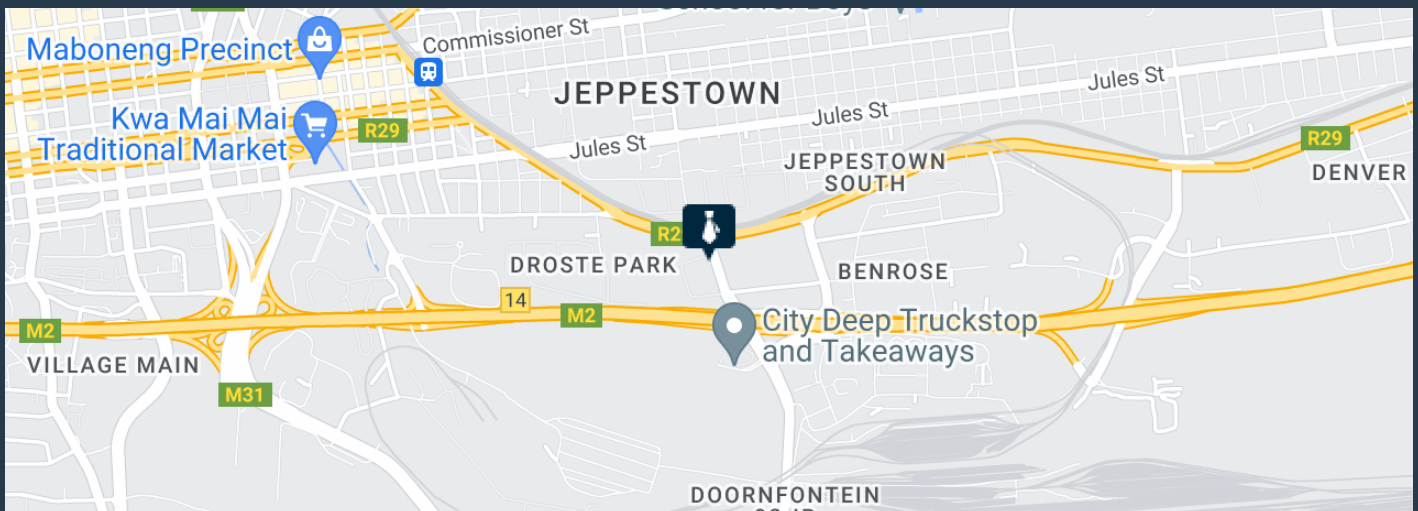 Maboneng Precinct
Commissioner St
JEPPESTOWN
Jules St
Kwa Mai Mai
Traditional Market
R29
Jules St
Jules St
R29
JEPPESTOWN
SOUTH
DENVER
DROSTE PARK
BENROSE
14
M2
M2
City Deep Truckstop
and Takeaways
VILLAGE MAIN
M31
DOORNFONTEIN